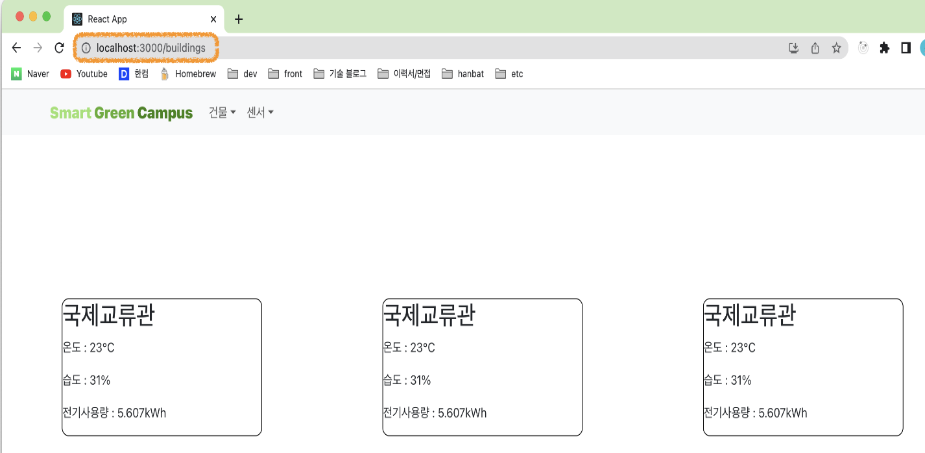 React App
localhost:3000/buildings
Naver Youtube 한컴 Homebrew dev front 기술 블로그 이력서/면접 hanbat etc
Smart Green Campus 건물 센서
국제교류관 국제교류관 국제교류관
온도 : 23°C 온도 : 23°C 온도 : 23°C
습도 : 31% 습도 : 31% 습도 : 31%
전기사용량 : 5.607kWh 전기사용량 : 5.607kWh 전기사용량 : 5.607kWh